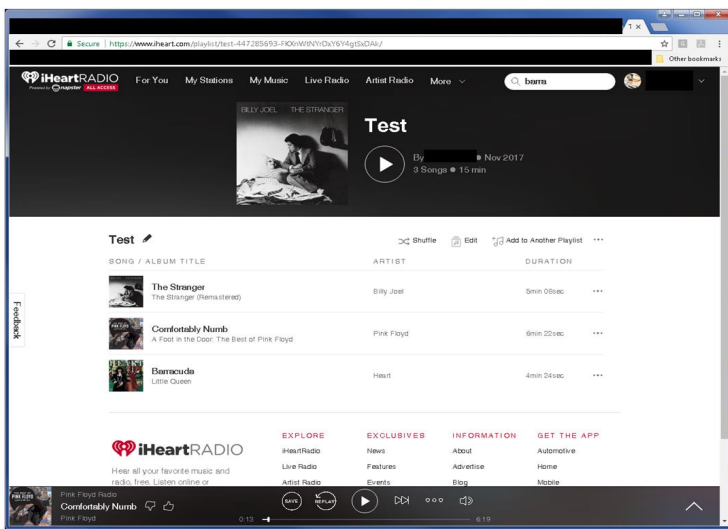 1 ×
Secure | https://www.iheart.com/playlist/test-447285693-FKXnWtNYrDxY6Y4gtSxDAk/
Other bookmarks
iHeartRADIO For You My Stations My Music Live Radio Artist Radio More barra
Powered by napster ALL ACCESS
BILLY JOEL THE STRANGER
Test
By Nov 2017
3 Songs 15 min
Test Shuffle Edit Add to Another Playlist
SONG / ALBUM TITLE ARTIST DURATION
The Stranger
The Stranger (Remastered) Billy Joel 5min 08sec
Comfortably Numb
A Foot in the Door: The Best of Pink Floyd Pink Floyd 6min 22sec
Barracuda
Little Queen Heart 4min 24sec
Feedback
iHeartRADIO
Hear all your favorite music and
radio, free. Listen online or
EXPLORE EXCLUSIVES INFORMATION GET THE APP
iHeartRadio News About Automotive
Live Radio Features Advertise Home
Artist Radio Events Blog Mobile
Pink Floyd Radio
Comfortably Numb SAVE REPLAY
Pink Floyd 0:13 6:19